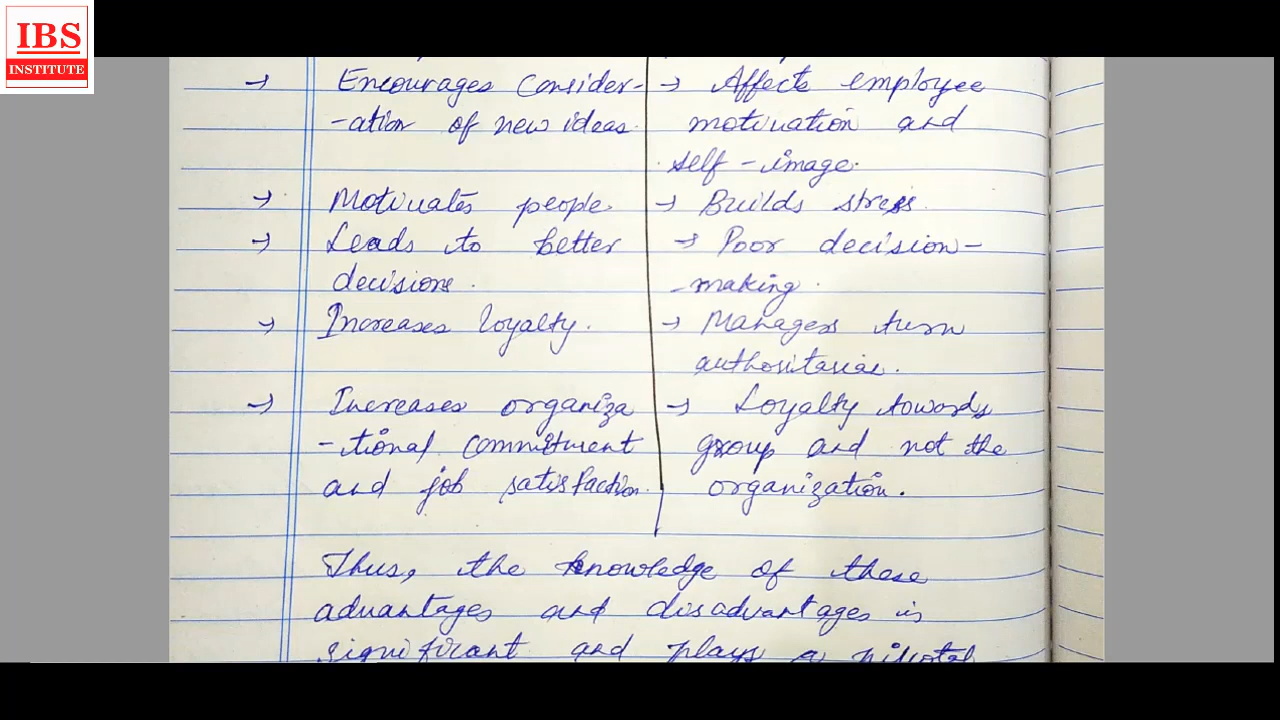 IBS
INSTITUTE
→ Encourages consider- → Affects employee
-ation of new ideas. motivation and
self-image.
→ Motivates people. → Builds stress.
→ Leads to better → Poor decision-
decisions. -making.
→ Increases loyalty. → Managers turn
authoritarian.
→ Increases organiza → Loyalty towards
-tional commitment group and not the
and job satisfaction. organization.
Thus, the knowledge of these
advantages and disadvantages is
significant and plays a pivotal